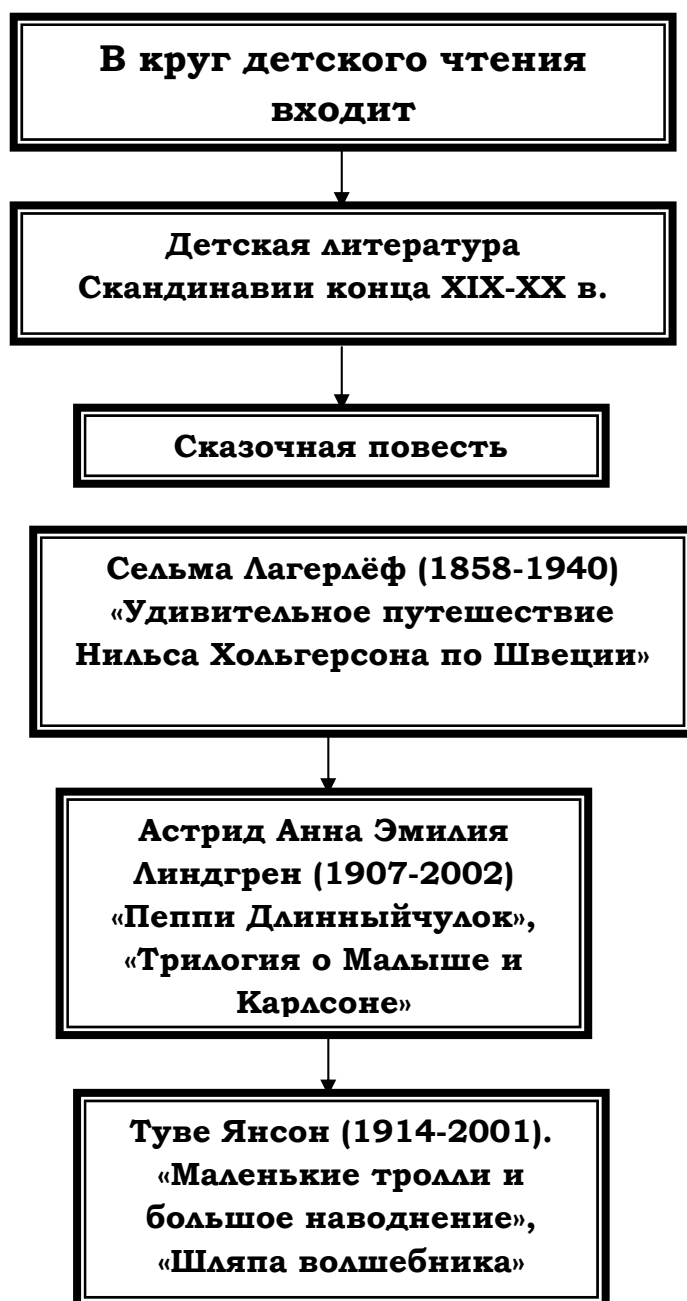 В круг детского чтения
входит
Детская литература
Скандинавии конца XIX-XX в.
Сказочная повесть
Сельма Лагерлёф (1858-1940)
«Удивительное путешествие
Нильса Хольгерсона по Швеции»
Астрид Анна Эмилия
Линдгрен (1907-2002)
«Пеппи Длинныйчулок»,
«Трилогия о Малыше и
Карлсоне»
Туве Янсон (1914-2001).
«Маленькие тролли и
большое наводнение»,
«Шляпа волшебника»